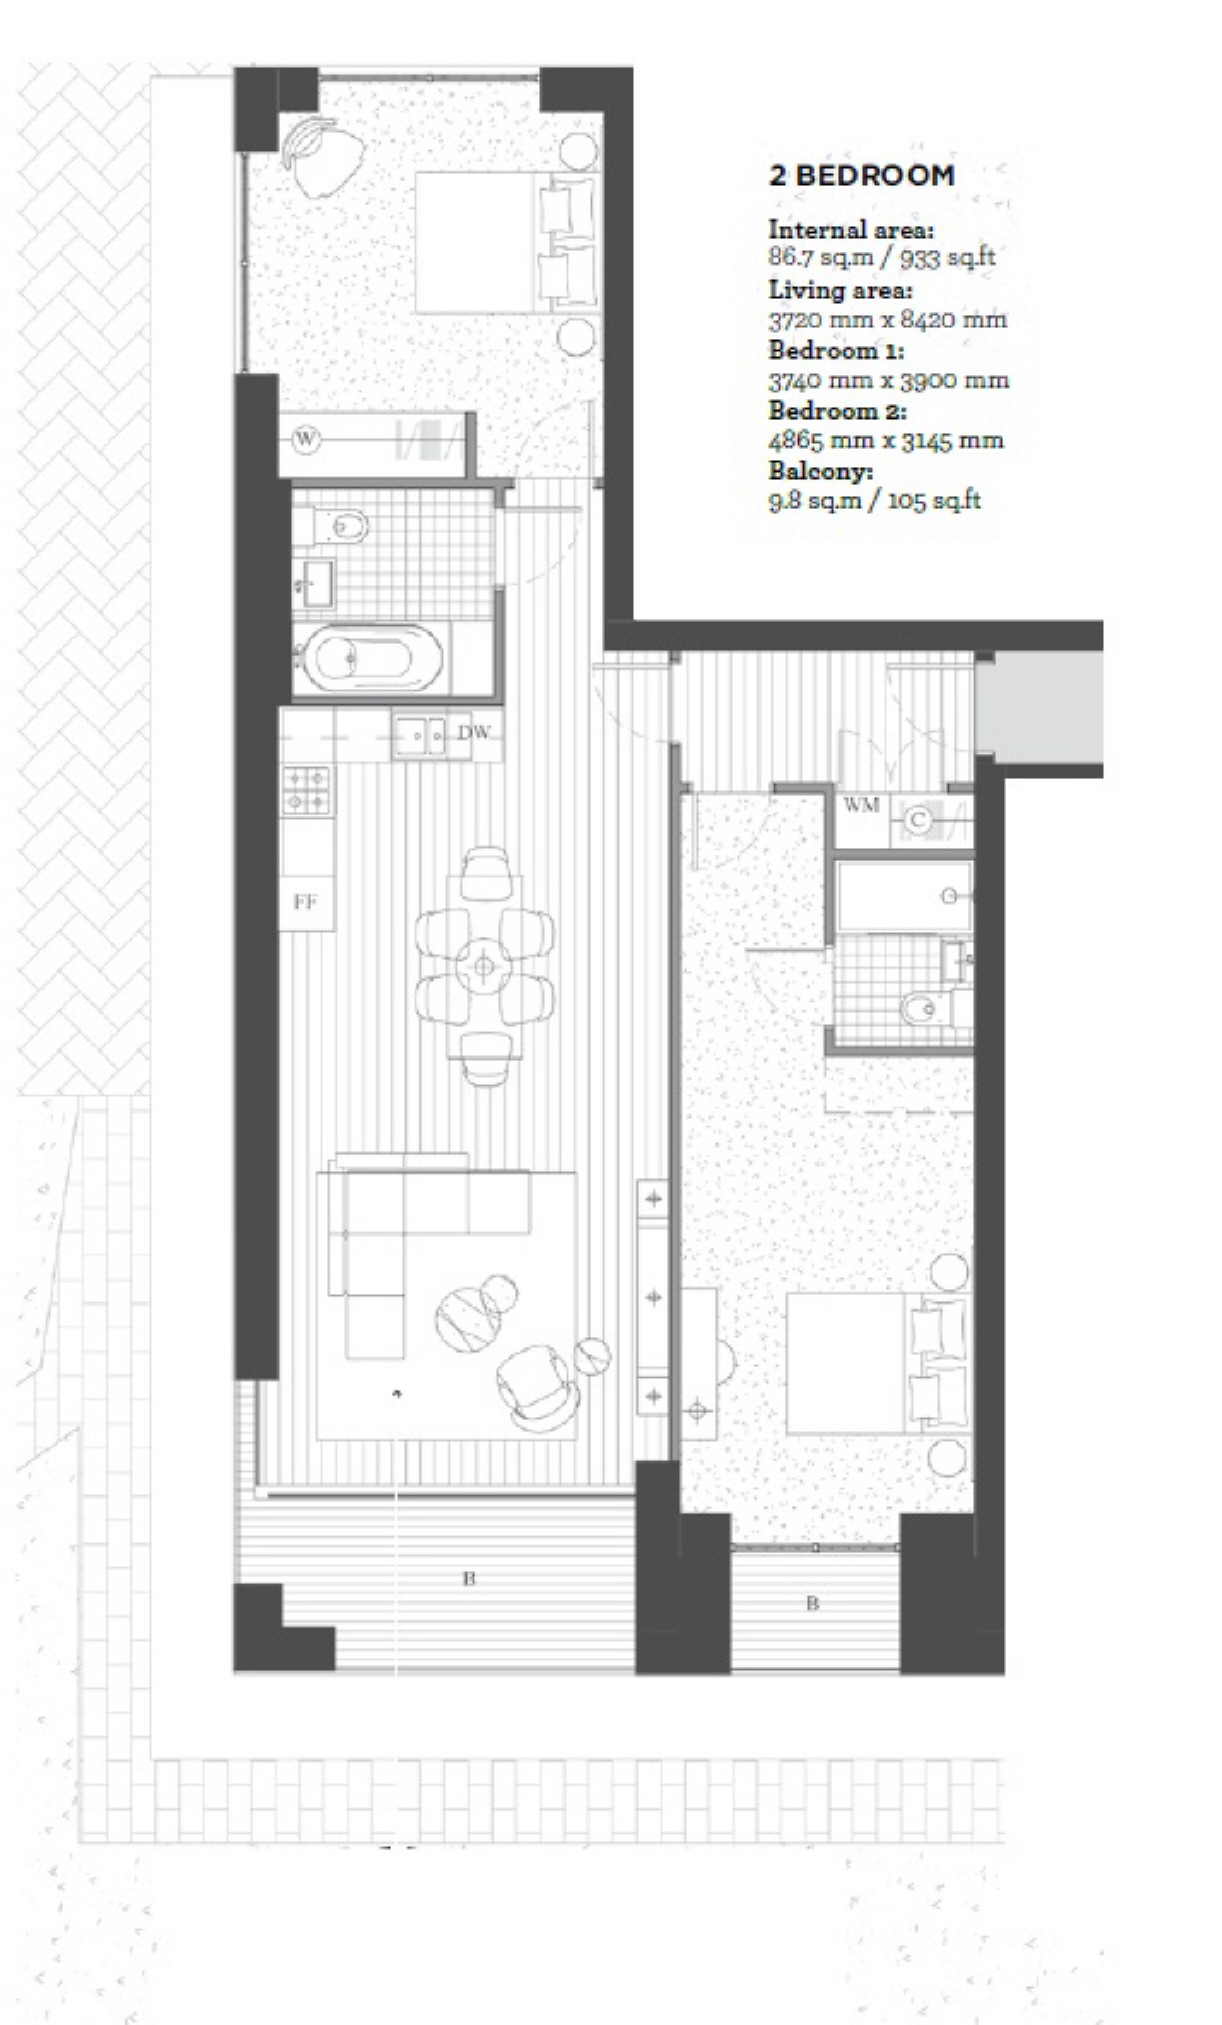 2 BEDROOM
Internal area:
86.7 sq.m / 933 sq.ft
Living area:
3720 mm x 8420 mm
Bedroom 1:
3740 mm x 3900 mm
Bedroom 2:
4865 mm x 3145 mm
Balcony:
9.8 sq.m / 105 sq.ft
W
DW
WM
C
FF
B
B